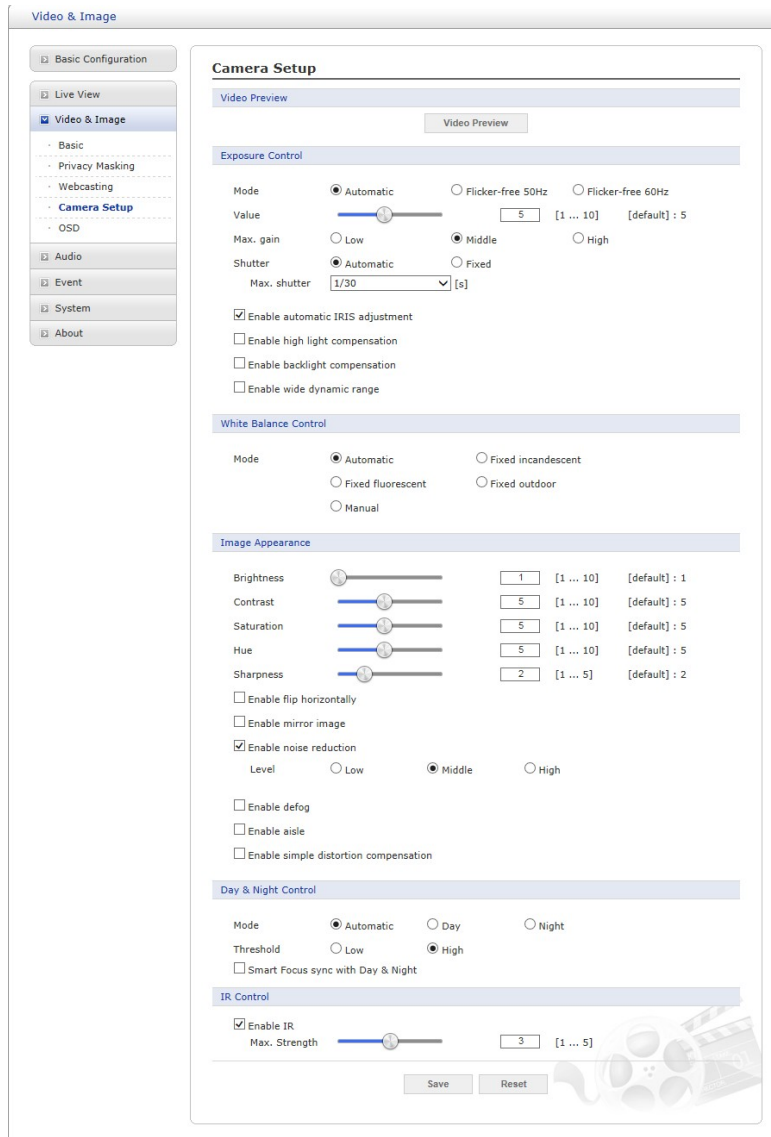 Video & Image
Basic Configuration
Live View
Video & Image
· Basic
· Privacy Masking
· Webcasting
· Camera Setup
· OSD
Audio
Event
System
About
Camera Setup
Video Preview
Video Preview
Exposure Control
Mode Automatic Flicker-free 50Hz Flicker-free 60Hz
Value 5 [1 ... 10] [default] : 5
Max. gain Low Middle High
Shutter Automatic Fixed
Max. shutter 1/30 [s]
Enable automatic IRIS adjustment
Enable high light compensation
Enable backlight compensation
Enable wide dynamic range
White Balance Control
Mode Automatic Fixed incandescent
Fixed fluorescent Fixed outdoor
Manual
Image Appearance
Brightness 1 [1 ... 10] [default] : 1
Contrast 5 [1 ... 10] [default] : 5
Saturation 5 [1 ... 10] [default] : 5
Hue 5 [1 ... 10] [default] : 5
Sharpness 2 [1 ... 5] [default] : 2
Enable flip horizontally
Enable mirror image
Enable noise reduction
Level Low Middle High
Enable defog
Enable aisle
Enable simple distortion compensation
Day & Night Control
Mode Automatic Day Night
Threshold Low High
Smart Focus sync with Day & Night
IR Control
Enable IR
Max. Strength 3 [1 ... 5]
Save Reset